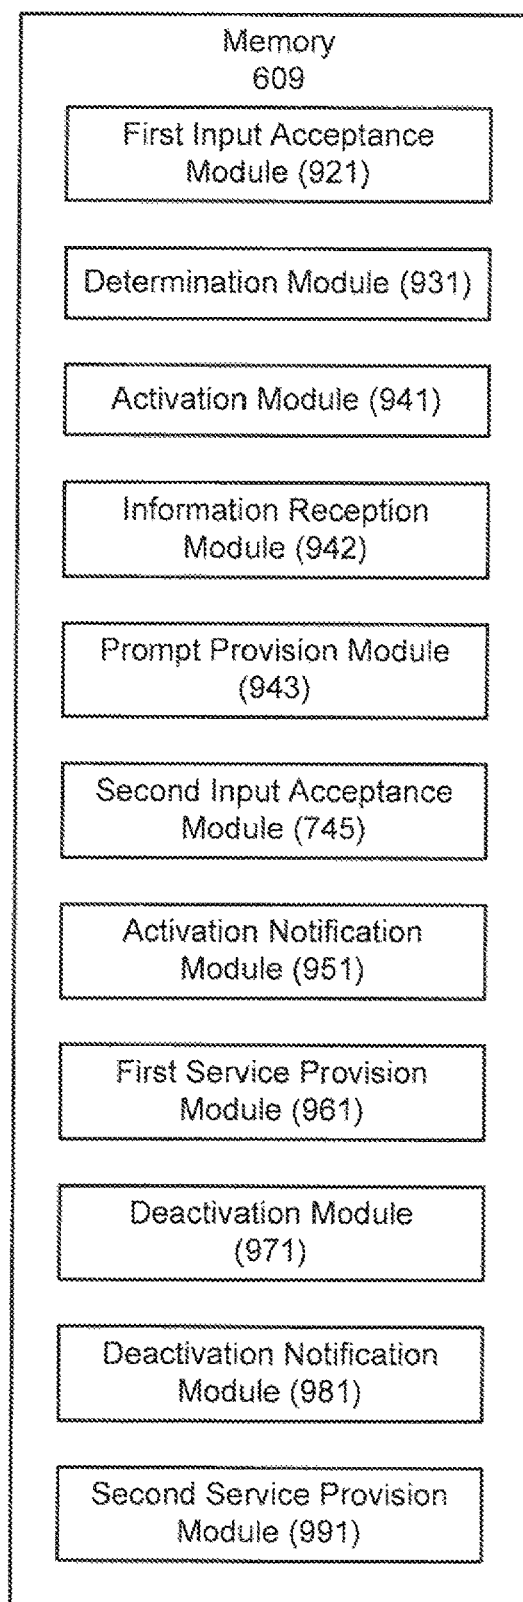 Memory
609
First Input Acceptance
Module (921)
Determination Module (931)
Activation Module (941)
Information Reception
Module (942)
Prompt Provision Module
(943)
Second Input Acceptance
Module (745)
Activation Notification
Module (951)
First Service Provision
Module (961)
Deactivation Module
(971)
Deactivation Notification
Module (981)
Second Service Provision
Module (991)